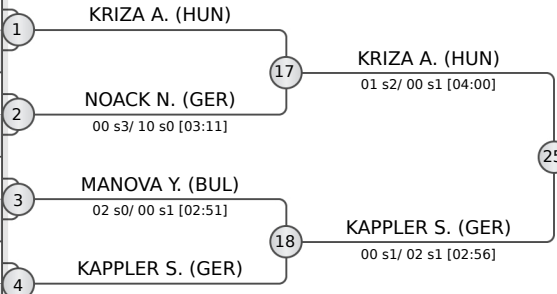 KRIZA A. (HUN)
1
17
KRIZA A. (HUN)
01 s2/ 00 s1 [04:00]
NOACK N. (GER)
2
00 s3/ 10 s0 [03:11]
25
MANOVA Y. (BUL)
3
02 s0/ 00 s1 [02:51]
18
KAPPLER S. (GER)
00 s1/ 02 s1 [02:56]
KAPPLER S. (GER)
4